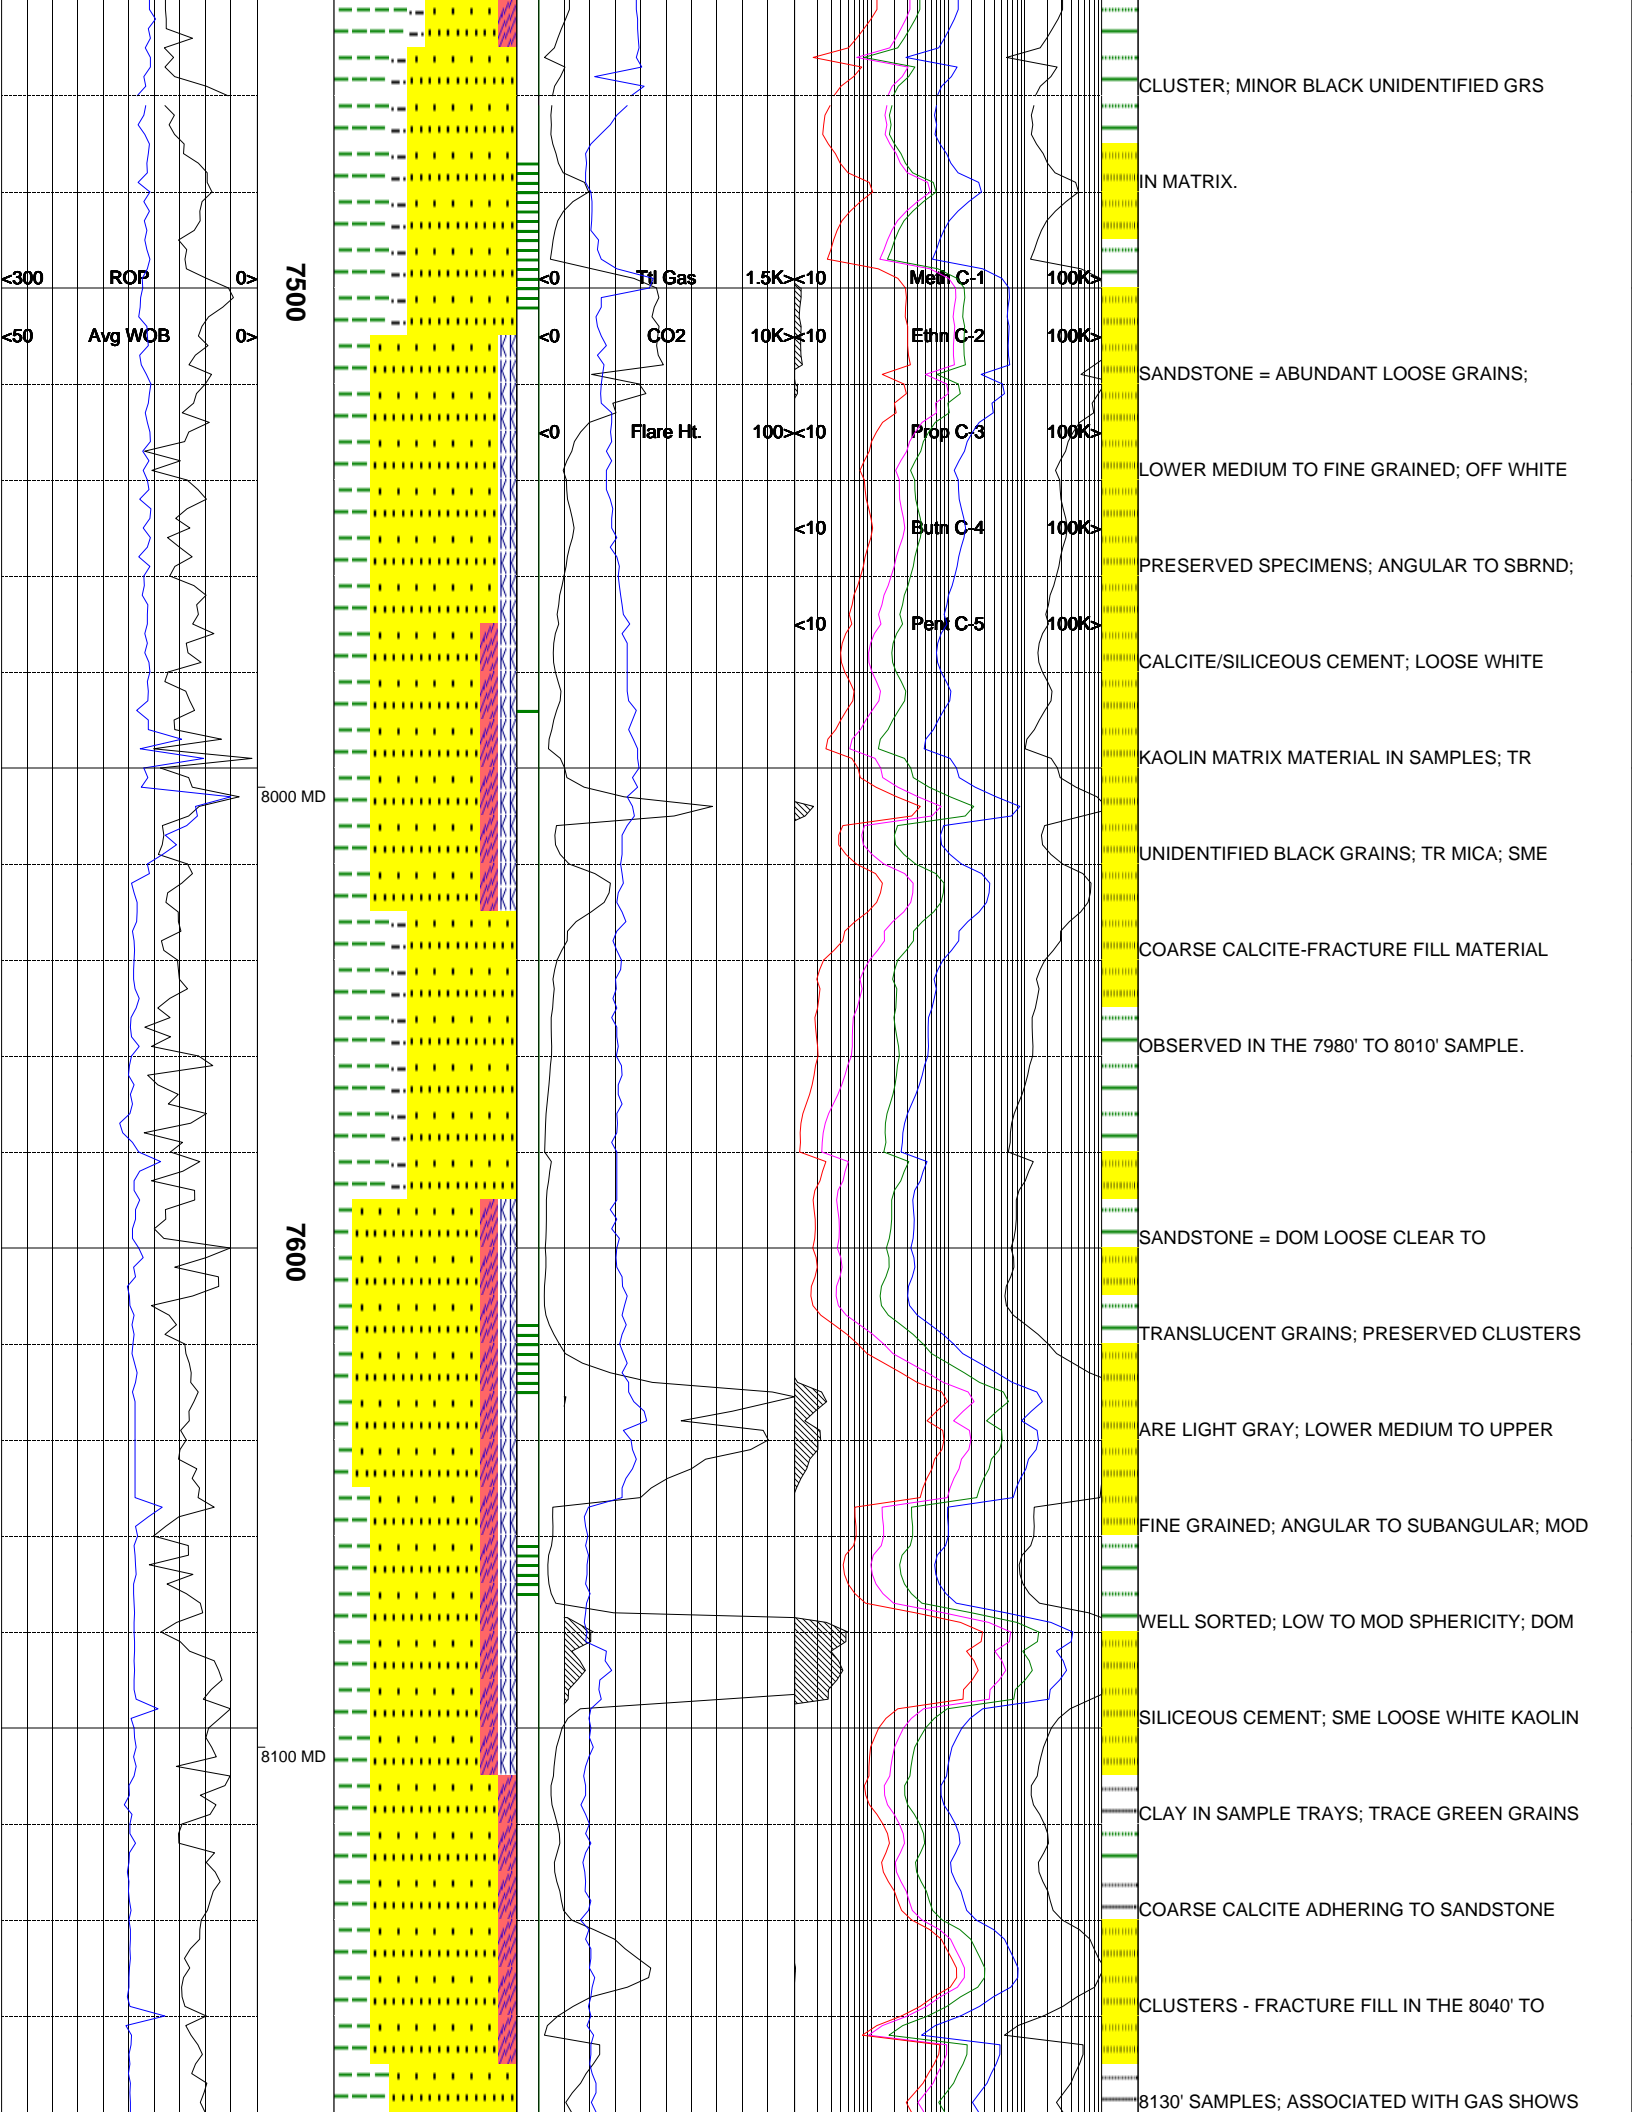 CLUSTER; MINOR BLACK UNIDENTIFIED GRS
IN MATRIX.
<300 ROP 0>
7500
<0 Ttl Gas 1.5K>
<10 Meth C-1 100K>
<50 Avg WOB 0>
<0 CO2 10K>
<10 Ethn C-2 100K>
SANDSTONE = ABUNDANT LOOSE GRAINS;
<0 Flare Ht. 100>
<10 Prop C-3 100K>
LOWER MEDIUM TO FINE GRAINED; OFF WHITE
<10 Butn C-4 100K>
PRESERVED SPECIMENS; ANGULAR TO SBRND;
<10 Pent C-5 100K>
CALCITE/SILICEOUS CEMENT; LOOSE WHITE
KAOLIN MATRIX MATERIAL IN SAMPLES; TR
8000 MD
UNIDENTIFIED BLACK GRAINS; TR MICA; SME
COARSE CALCITE-FRACTURE FILL MATERIAL
OBSERVED IN THE 7980' TO 8010' SAMPLE.
7600
SANDSTONE = DOM LOOSE CLEAR TO
TRANSLUCENT GRAINS; PRESERVED CLUSTERS
ARE LIGHT GRAY; LOWER MEDIUM TO UPPER
FINE GRAINED; ANGULAR TO SUBANGULAR; MOD
WELL SORTED; LOW TO MOD SPHERICITY; DOM
SILICEOUS CEMENT; SME LOOSE WHITE KAOLIN
8100 MD
CLAY IN SAMPLE TRAYS; TRACE GREEN GRAINS
COARSE CALCITE ADHERING TO SANDSTONE
CLUSTERS - FRACTURE FILL IN THE 8040' TO
8130' SAMPLES; ASSOCIATED WITH GAS SHOWS